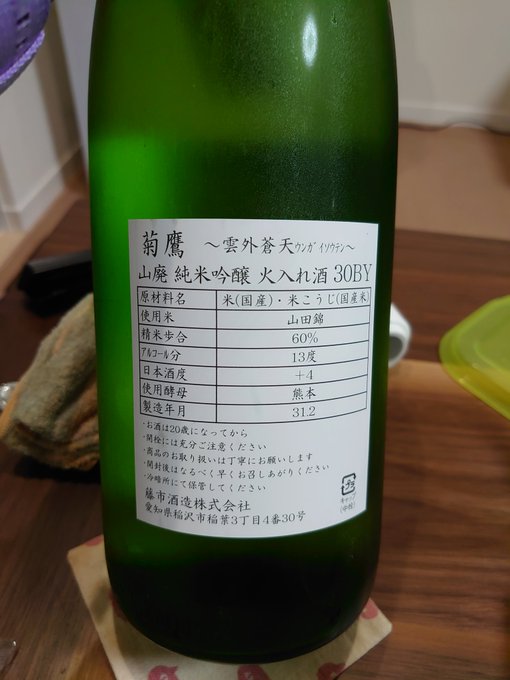 菊鷹 ～雲外蒼天ｳﾝｶﾞｲｿｳﾃﾝ～
山廃 純米吟醸 火入れ酒 30BY
原材料名 米(国産)・米こうじ(国産米)
使用米 山田錦
精米歩合 60%
ｱﾙｺｰﾙ分 13度
日本酒度 +4
使用酵母 熊本
製造年月 31.2
・お酒は20歳になってから
・開栓には充分ご注意ください
・商品のお取り扱いは丁寧にお願いします
・開封後はなるべく早くお召しあがりください
・冷暗所にて保管してください
藤市酒造株式会社
愛知県稲沢市稲葉3丁目4番30号
プラ
キャップ
(中栓)